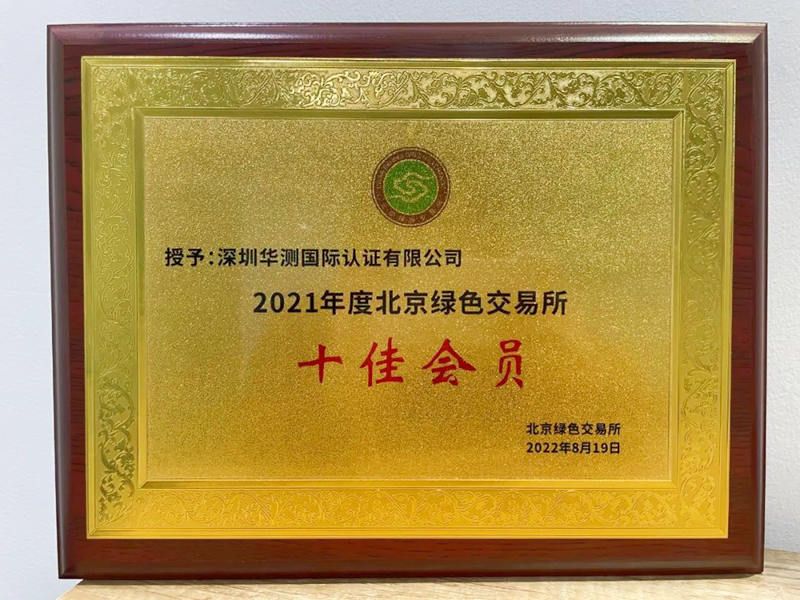 授予：深圳华测国际认证有限公司
2021年度北京绿色交易所
十佳会员
北京绿色交易所
2022年8月19日